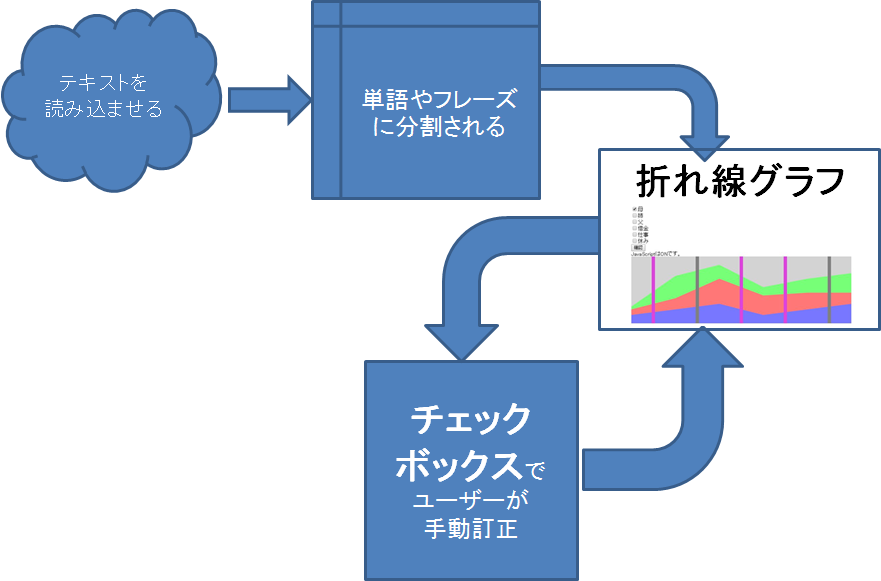 テキストを
読み込ませる
単語やフレーズ
に分割される
折れ線グラフ
母
姉
父
借金
仕事
休み
確認
JavaScriptはONです。
チェック
ボックスで
ユーザーが
手動訂正